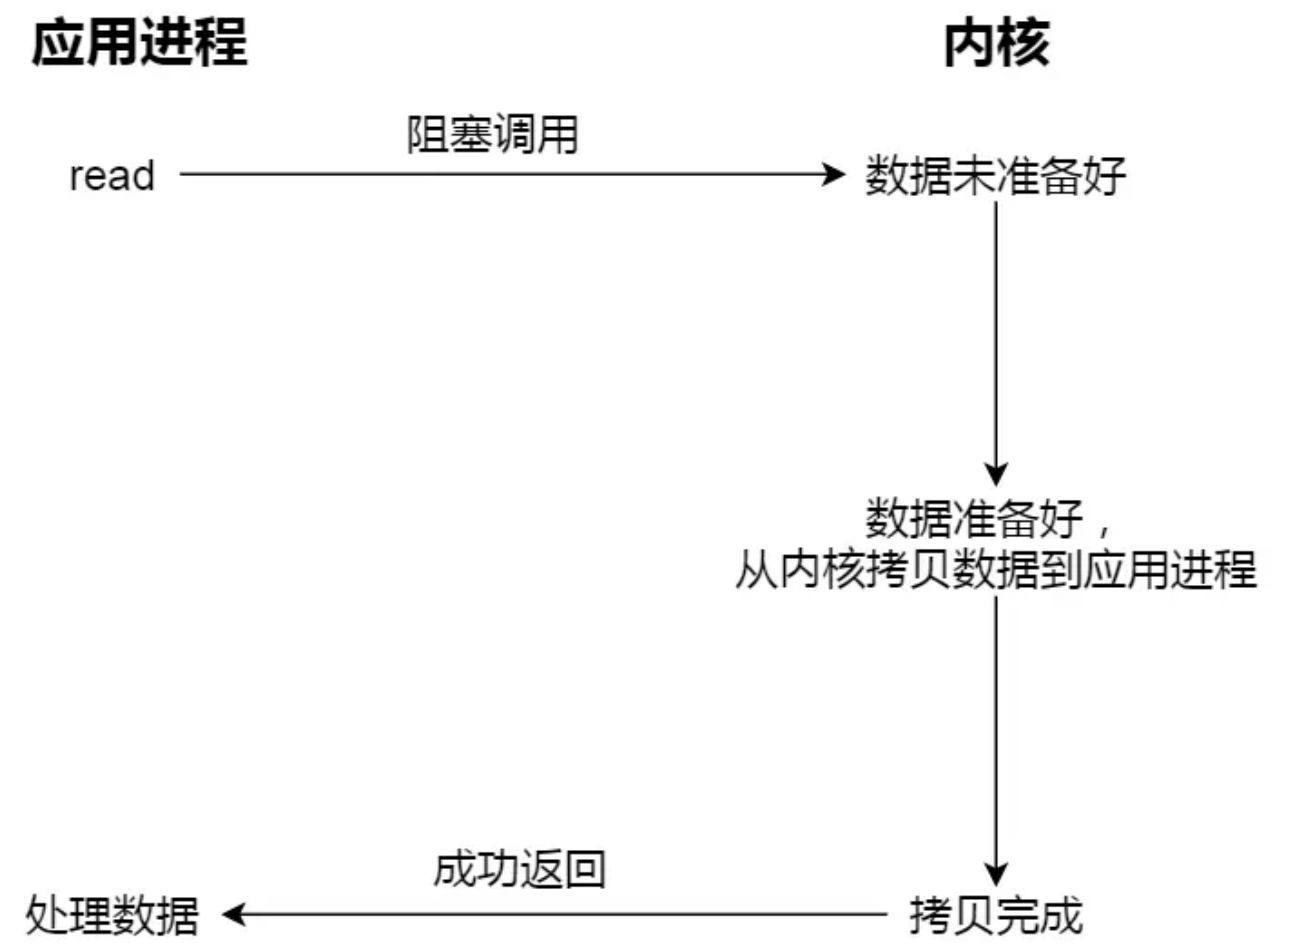 应用进程
内核
阻塞调用
read
数据未准备好
数据准备好，
从内核拷贝数据到应用进程
成功返回
处理数据
拷贝完成